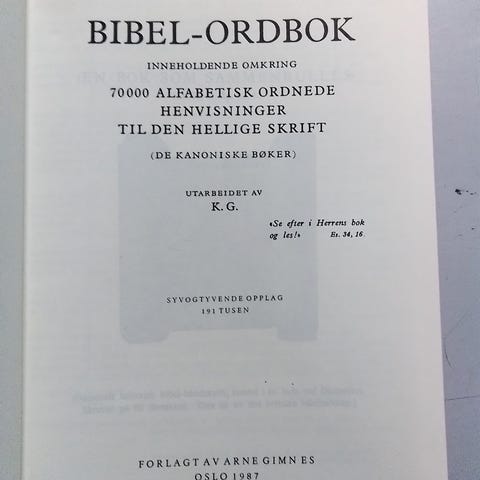 BIBEL-ORDBOK
INNEHOLDENDE OMKRING
70000 ALFABETISK ORDNEDE
HENVISNINGER
TIL DEN HELLIGE SKRIFT
(DE KANONISKE BØKER)
UTARBEIDET AV
K. G.
«Se efter i Herrens bok
og les!» Es. 34, 16.
SYVOGTYVENDE OPPLAG
191 TUSEN
FORLAGT AV ARNE GIMNES
OSLO 1987